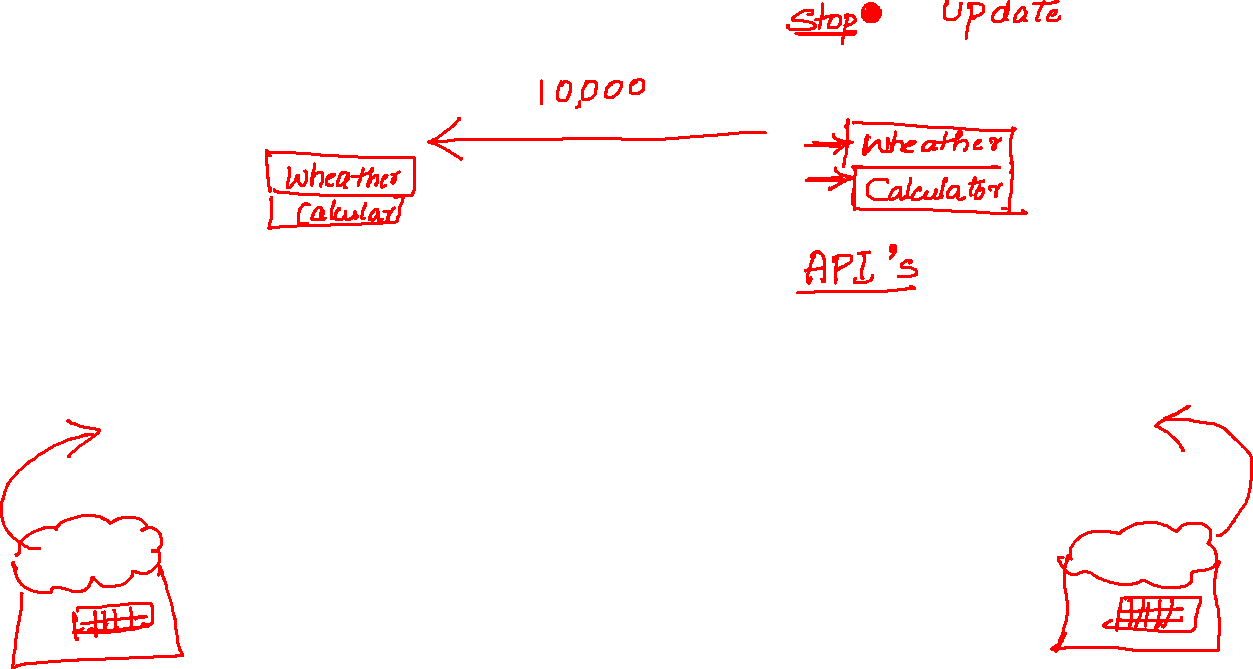 Stop Update
10,000
Wheather
Calculator
Wheather
Calcular
API's